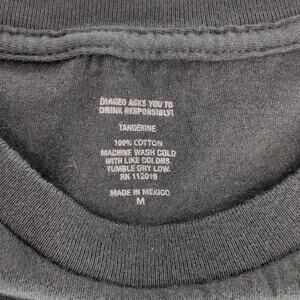 DIAGEO ASKS YOU TO
DRINK RESPONSIBLY!
TANGERINE
100% COTTON
MACHINE WASH COLD
WITH LIKE COLORS.
TUMBLE DRY LOW.
RN 112019
MADE IN MEXICO
M